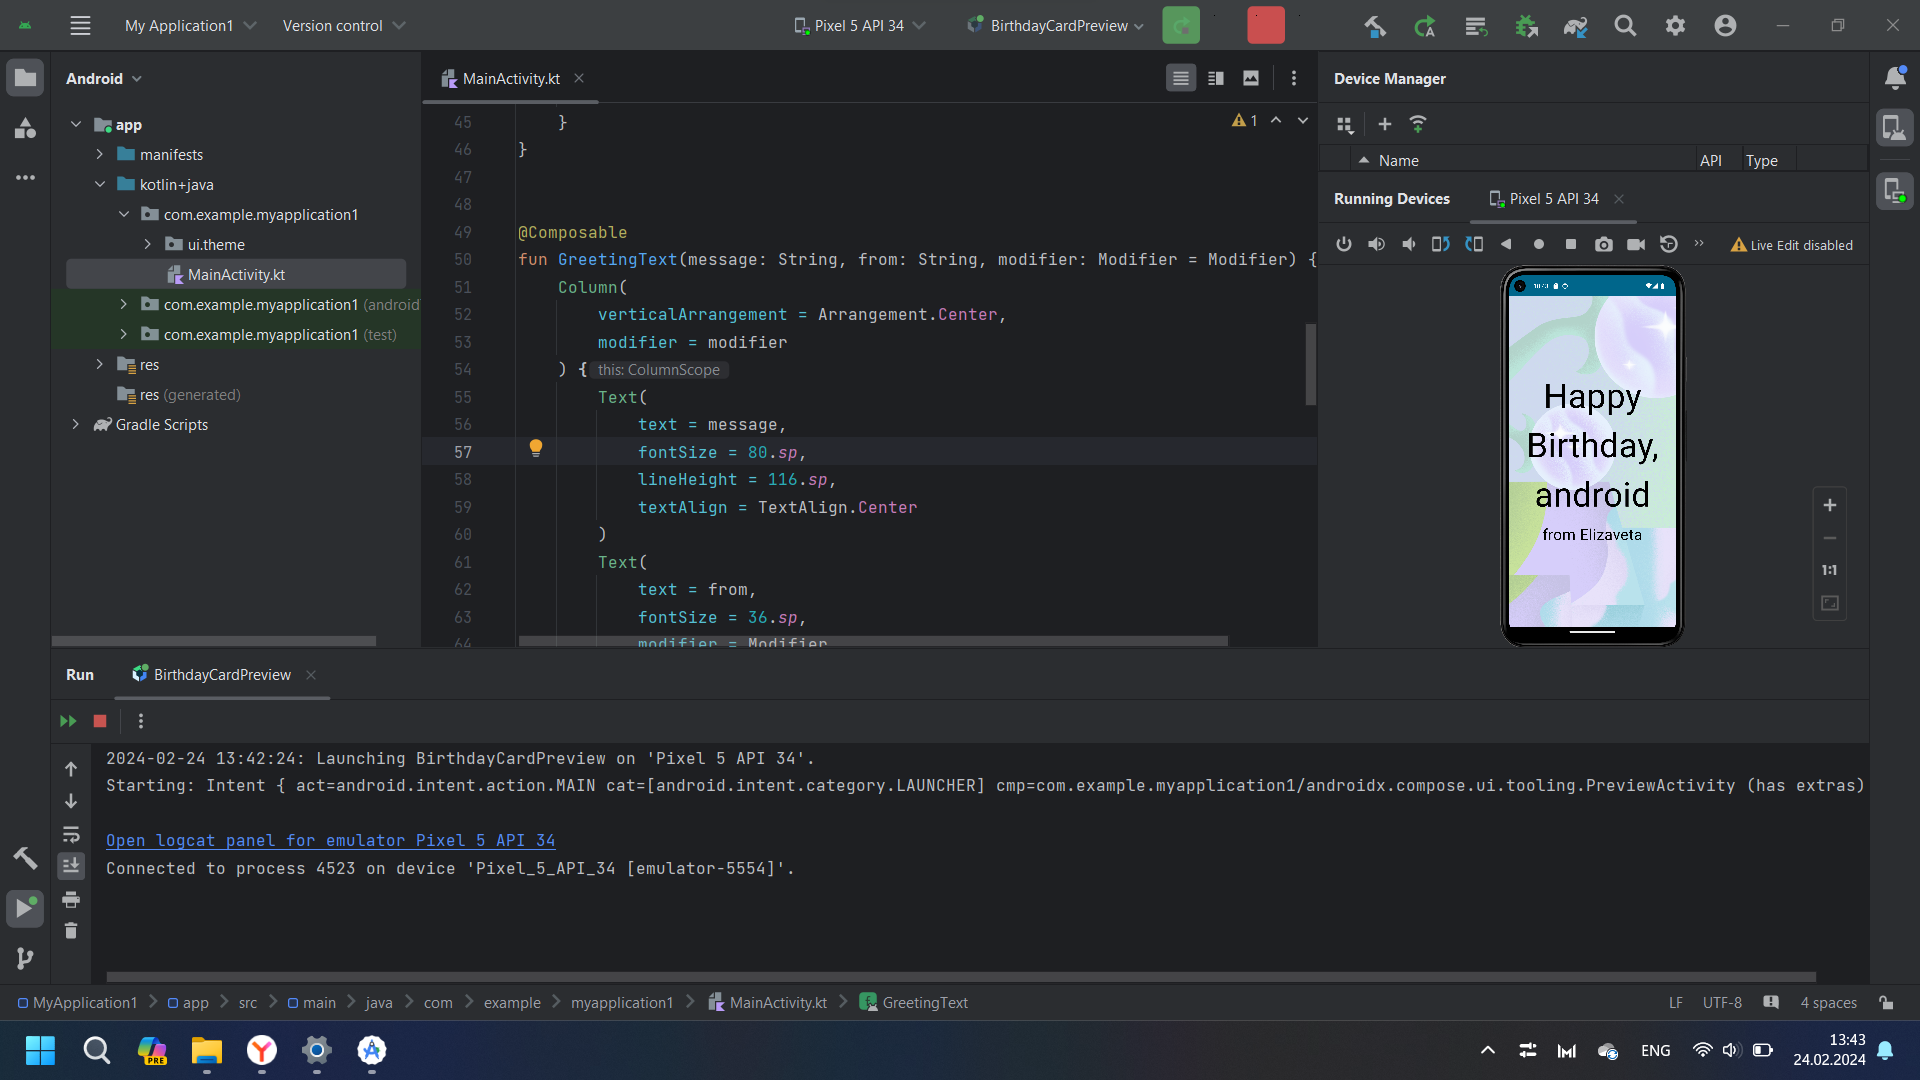 My Application1
Version control
Pixel 5 API 34
BirthdayCardPreview
Android
MainActivity.kt
Device Manager
app
manifests
kotlin+java
com.example.myapplication1
ui.theme
MainActivity.kt
com.example.myapplication1 (android
com.example.myapplication1 (test)
res
res (generated)
Gradle Scripts
1
45 }
46 }
47
48
49 @Composable
50 fun GreetingText(message: String, from: String, modifier: Modifier = Modifier) {
51 Column(
52 verticalArrangement = Arrangement.Center,
53 modifier = modifier
54 ) { this: ColumnScope
55 Text(
56 text = message,
57 fontSize = 80.sp,
58 lineHeight = 116.sp,
59 textAlign = TextAlign.Center
60 )
61 Text(
62 text = from,
63 fontSize = 36.sp,
64 modifier = Modifier
Name API Type
Running Devices
Pixel 5 API 34
Live Edit disabled
Happy
Birthday,
android
from Elizaveta
1:1
Run
BirthdayCardPreview
2024-02-24 13:42:24: Launching BirthdayCardPreview on 'Pixel 5 API 34'.
Starting: Intent { act=android.intent.action.MAIN cat=[android.intent.category.LAUNCHER] cmp=com.example.myapplication1/androidx.compose.ui.tooling.PreviewActivity (has extras)
Open logcat panel for emulator Pixel 5 API 34
Connected to process 4523 on device 'Pixel_5_API_34 [emulator-5554]'.
MyApplication1
app
src
main
java
com
example
myapplication1
MainActivity.kt
GreetingText
LF
UTF-8
4 spaces
PRE
ENG
13:43
24.02.2024